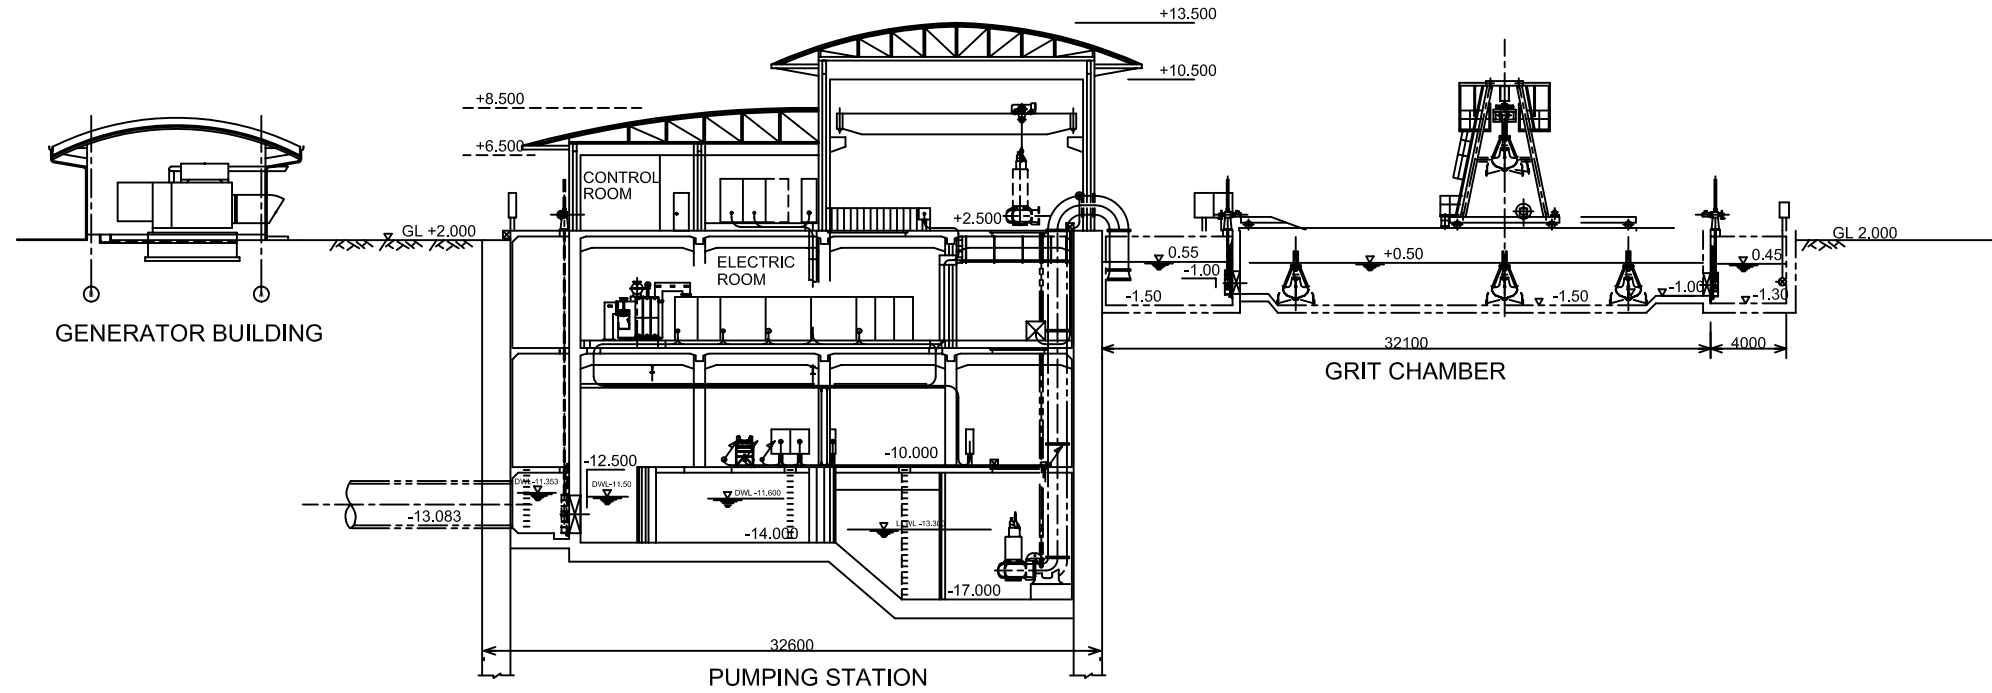 +13.500
+10.500
+8.500
+6.500
CONTROL
ROOM
+2.500
GL +2.000
GL 2.000
ELECTRIC
ROOM
0.55
-1.00
+0.50
0.45
-1.50
-1.50
-1.00
-1.30
GENERATOR BUILDING
32100
4000
GRIT CHAMBER
-10.000
-12.500
DWL -11.353
DWL-11.50
DWL -11.600
-13.083
-14.000
-17.000
32600
PUMPING STATION